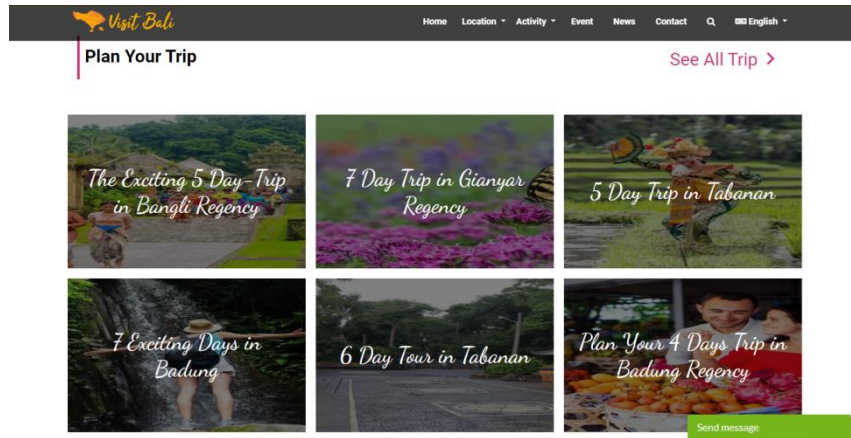 Visit Bali
Home Location Activity Event News Contact English
Plan Your Trip
See All Trip
The Exciting 5 Day-Trip
in Bangli Regency
7 Day Trip in Gianyar
Regency
5 Day Trip in Tabanan
7 Exciting Days in
Badung
6 Day Tour in Tabanan
Plan Your 4 Days Trip in
Badung Regency
Send message